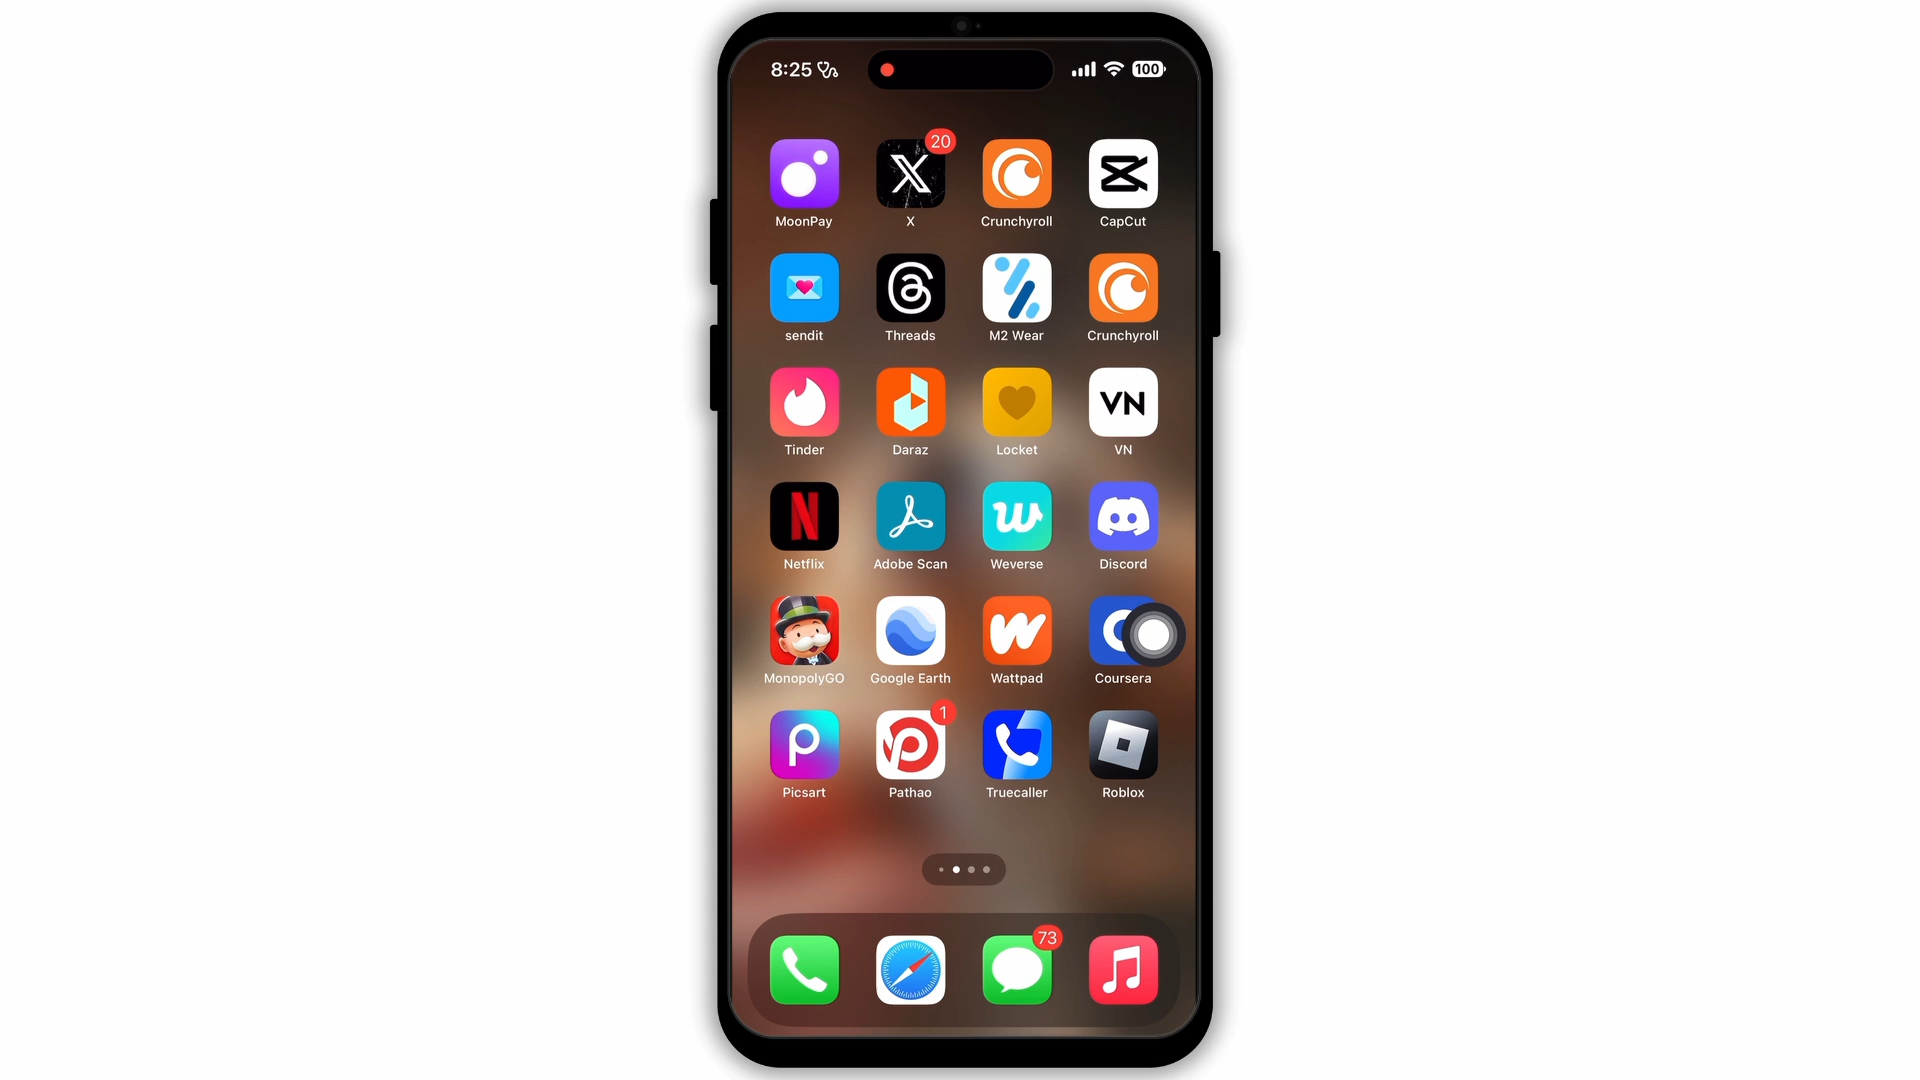 8:25 100
20
MoonPay X Crunchyroll CapCut
sendit Threads M2 Wear Crunchyroll
VN
Tinder Daraz Locket VN
Netflix Adobe Scan Weverse Discord
MonopolyGO Google Earth Wattpad Coursera
1
Picsart Pathao Truecaller Roblox
73